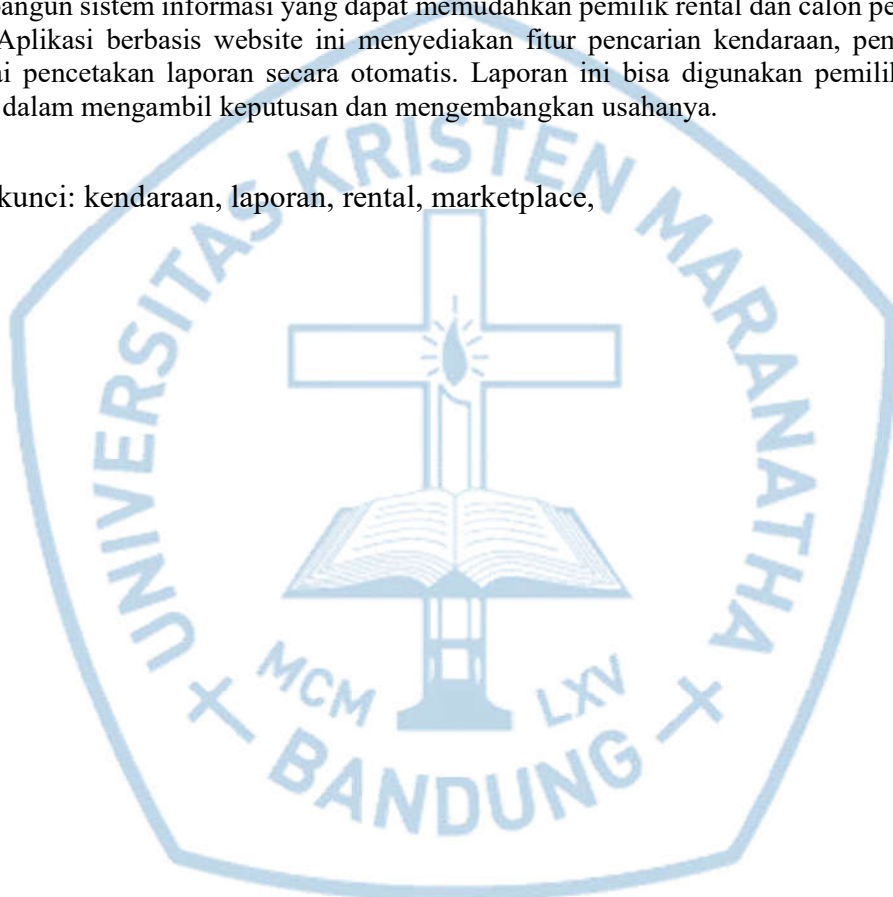 bangun sistem informasi yang dapat memudahkan pemilik rental dan calon pe
Aplikasi berbasis website ini menyediakan fitur pencarian kendaraan, pem
ai pencetakan laporan secara otomatis. Laporan ini bisa digunakan pemilik
dalam mengambil keputusan dan mengembangkan usahanya.
kunci: kendaraan, laporan, rental, marketplace,
UNIVERSITAS KRISTEN MARANATHA
MCM LXV
BANDUNG